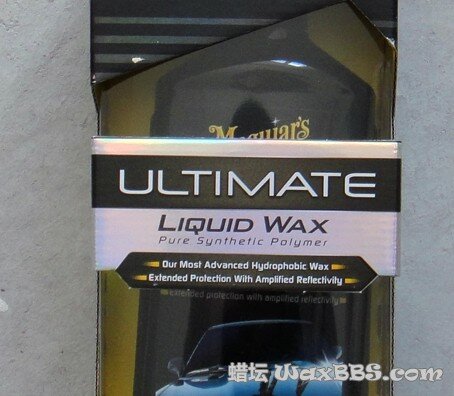 Meguiar's
ULTIMATE
LIQUID WAX
Pure Synthetic Polymer
Our Most Advanced Hydrophobic Wax
Extended Protection With Amplified Reflectivity
extended protection with amplified reflectivity
蜡坛 WaxBBS.com